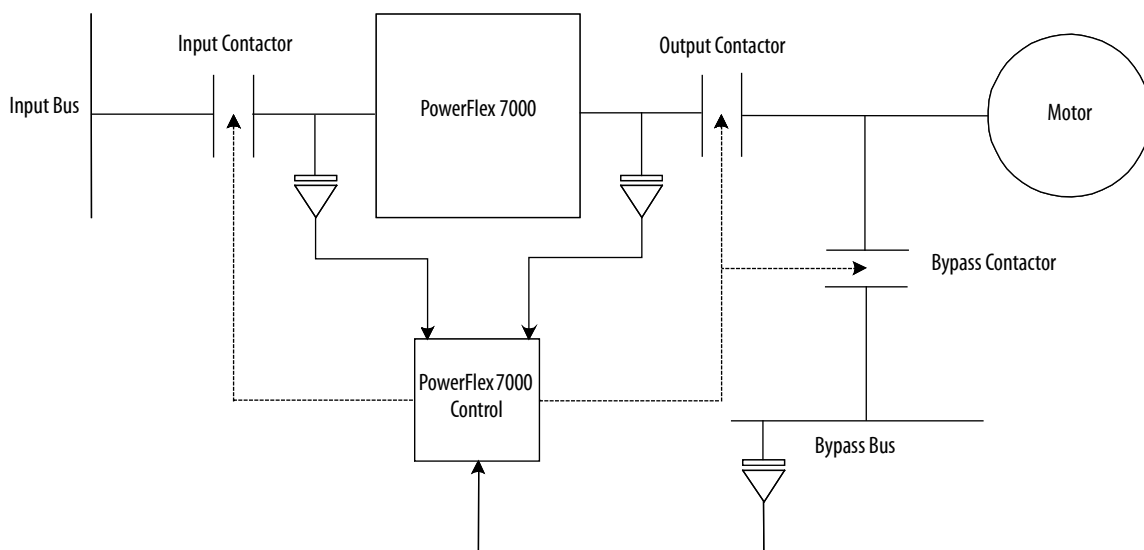 Input Contactor
Output Contactor
Input Bus
PowerFlex 7000
Motor
Bypass Contactor
PowerFlex 7000
Control
Bypass Bus